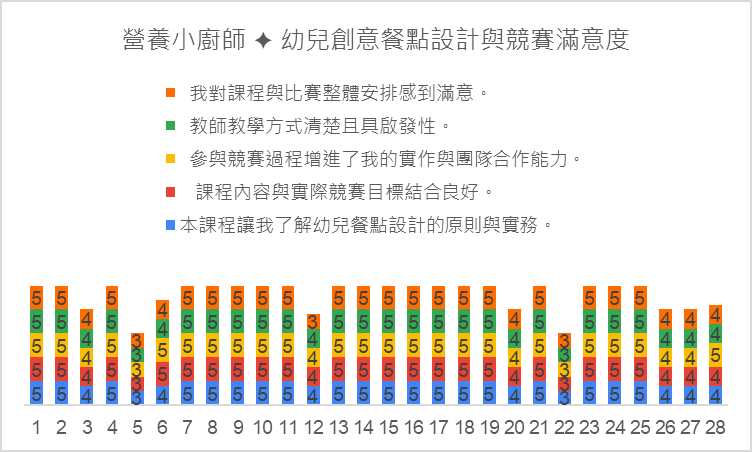 營養小廚師 ✦ 幼兒創意餐點設計與競賽滿意度
我對課程與比賽整體安排感到滿意。
教師教學方式清楚且具啟發性。
參與競賽過程增進了我的實作與團隊合作能力。
課程內容與實際競賽目標結合良好。
本課程讓我了解幼兒餐點設計的原則與實務。
5 5 4 5 3 4 5 5 5 5 5 3 5 5 5 5 5 5 5 4 5 3 5 5 5 4 4 4
5 5 4 5 3 4 5 5 5 5 5 4 5 5 5 5 5 5 5 4 5 3 5 5 5 4 4 4
5 5 4 5 3 5 5 5 5 5 5 4 5 5 5 5 5 5 5 4 5 3 5 5 5 4 4 5
5 5 4 5 3 5 5 5 5 5 5 4 5 5 5 5 5 5 5 4 5 3 5 5 5 4 4 4
5 5 4 5 3 4 5 5 5 5 5 4 5 5 5 5 5 5 5 4 5 3 5 5 5 4 4 4
1 2 3 4 5 6 7 8 9 10 11 12 13 14 15 16 17 18 19 20 21 22 23 24 25 26 27 28